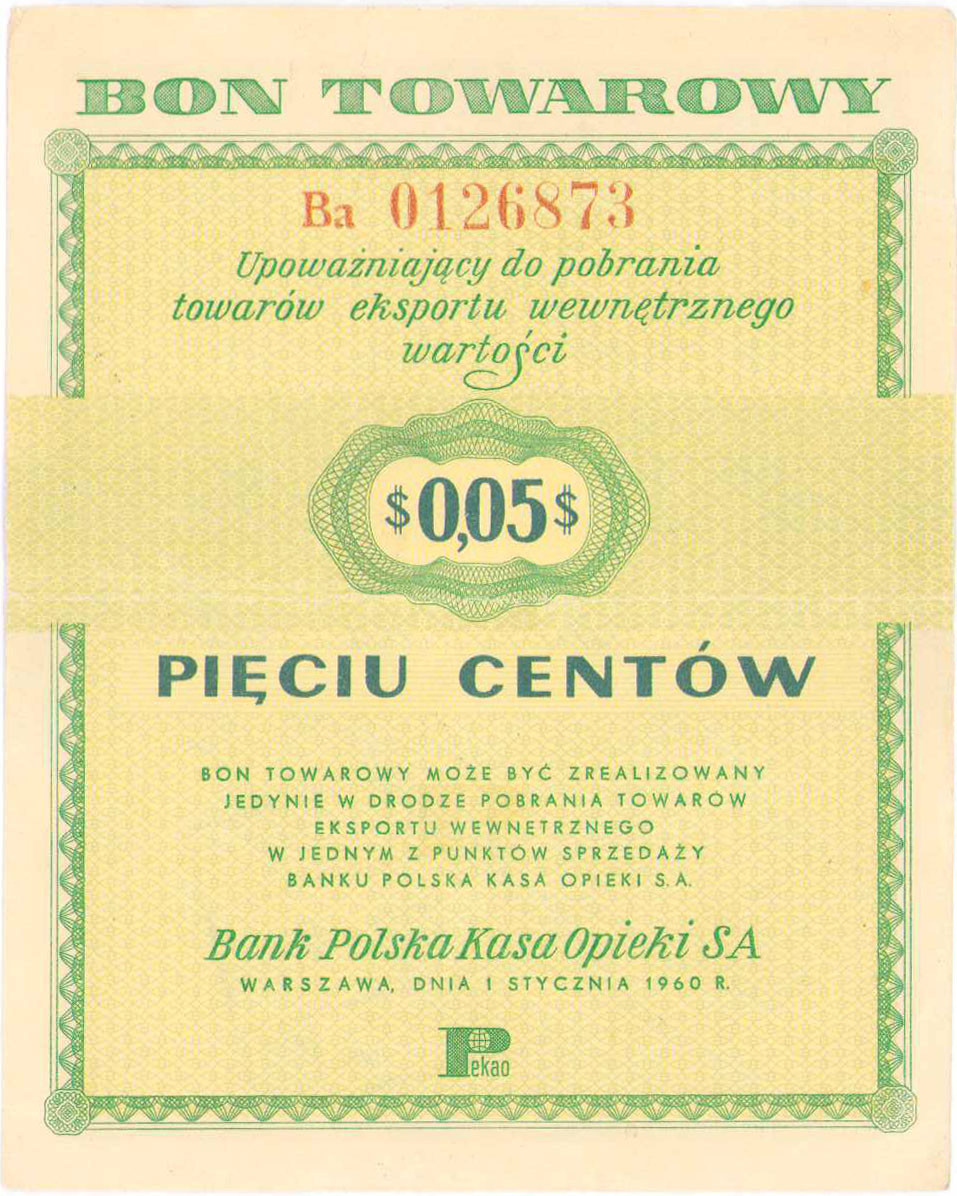 BON TOWAROWY
Ba 0126873
Upoważniający do pobrania
towarów eksportu wewnętrznego
wartości
$0,05$
PIĘCIU CENTÓW
BON TOWAROWY MOŻE BYĆ ZREALIZOWANY
JEDYNIE W DRODZE POBRANIA TOWARÓW
EKSPORTU WEWNĘTRZNEGO
W JEDNYM Z PUNKTÓW SPRZEDAŻY
BANKU POLSKA KASA OPIEKI S.A.
Bank Polska Kasa Opieki SA
WARSZAWA, DNIA 1 STYCZNIA 1960 R.
Pekao